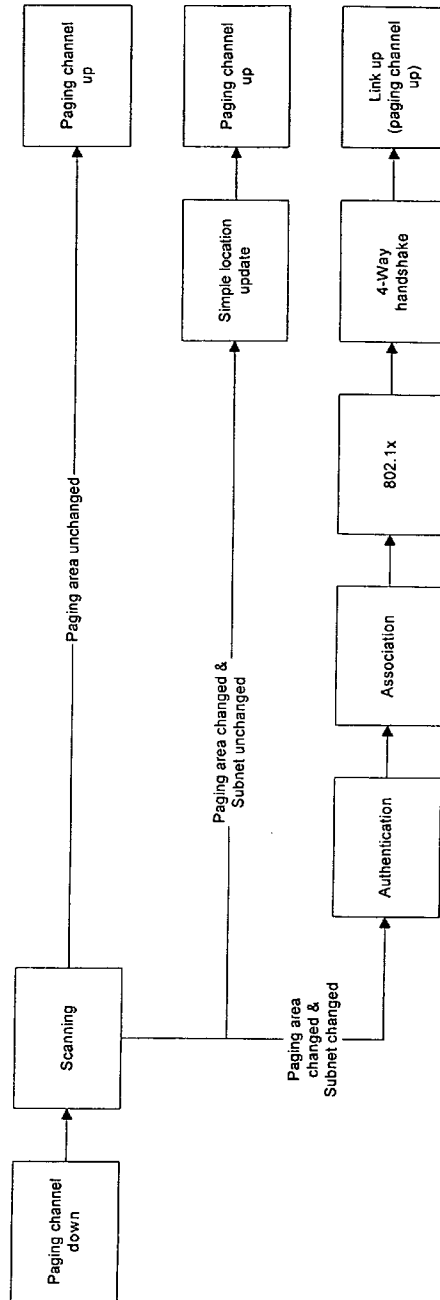 Paging channel
down
Scanning
Paging area unchanged
Paging channel
up
Paging area changed &
Subnet unchanged
Simple location
update
Paging channel
up
Paging area
changed &
Subnet changed
Authentication
Association
802.1x
4-Way
handshake
Link up
(paging channel
up)